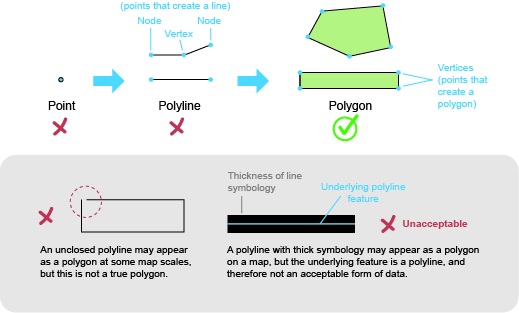 (points that create a line)
Node
Node
Vertex
Vertices
(points that
create a
polygon)
Point
Polyline
Polygon
Thickness of line
symbology
Underlying polyline
feature
Unacceptable
An unclosed polyline may appear
as a polygon at some map scales,
but this is not a true polygon.
A polyline with thick symbology may appear as a polygon
on a map, but the underlying feature is a polyline, and
therefore not an acceptable form of data.